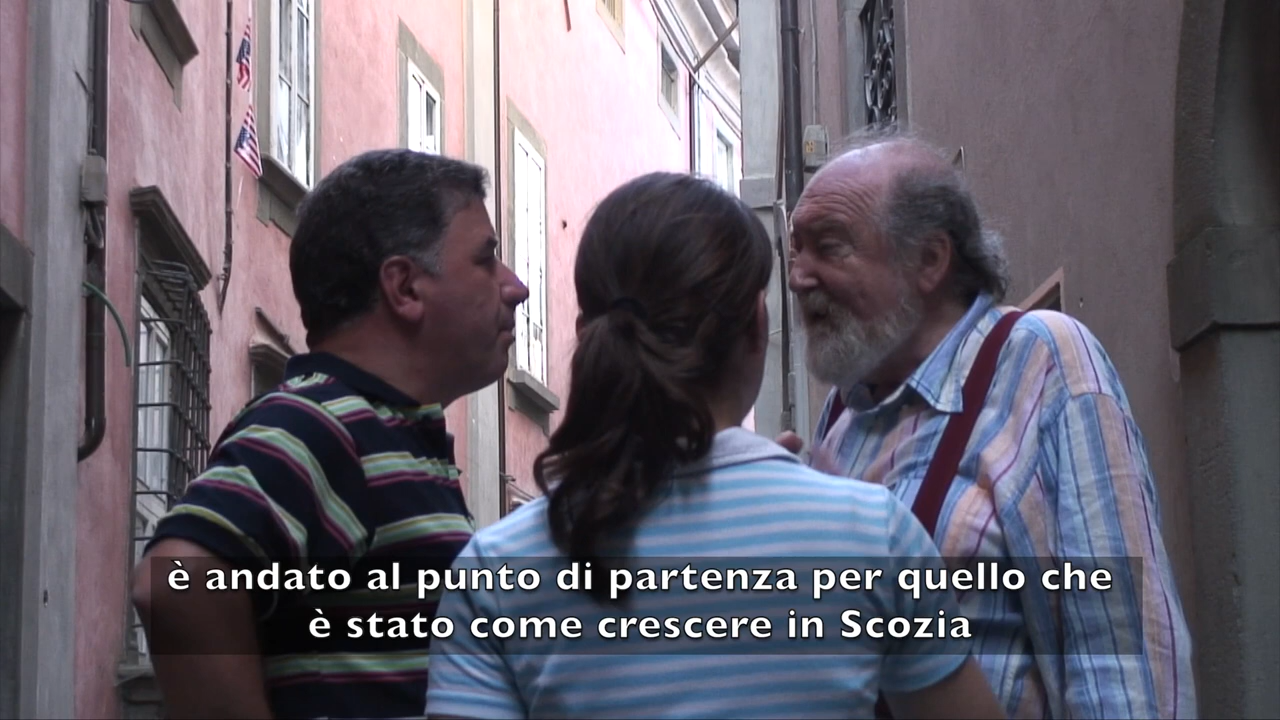 è andato al punto di partenza per quello che
è stato come crescere in Scozia